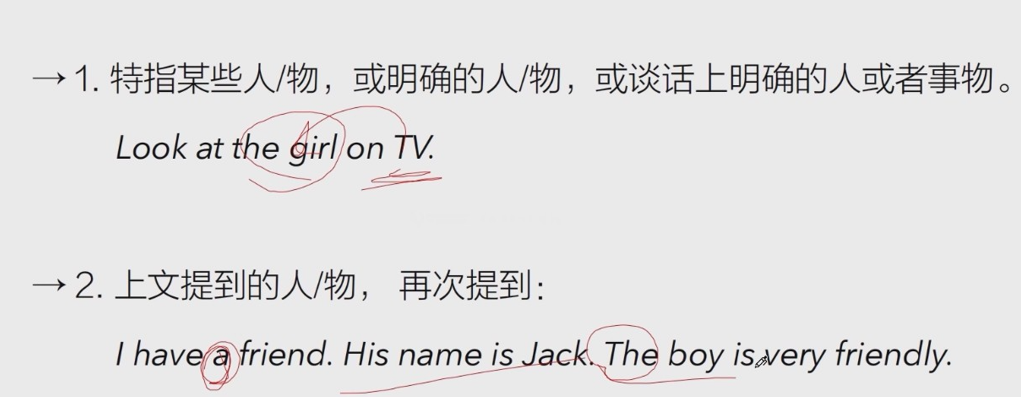 → 1. 特指某些人/物，或明确的人/物，或谈话上明确的人或者事物。
Look at the girl on TV.
→ 2. 上文提到的人/物， 再次提到：
I have a friend. His name is Jack. The boy is very friendly.